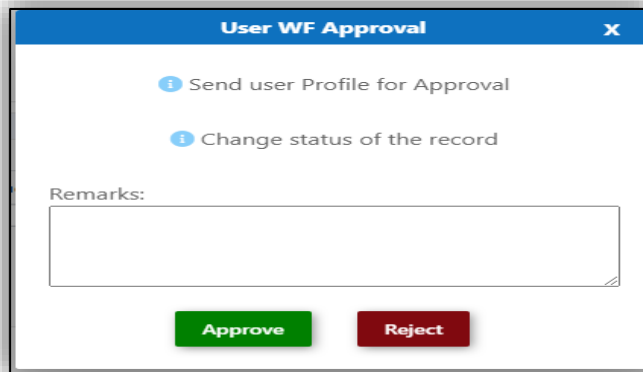 User WF Approval x
Send user Profile for Approval
Change status of the record
Remarks:
Approve Reject